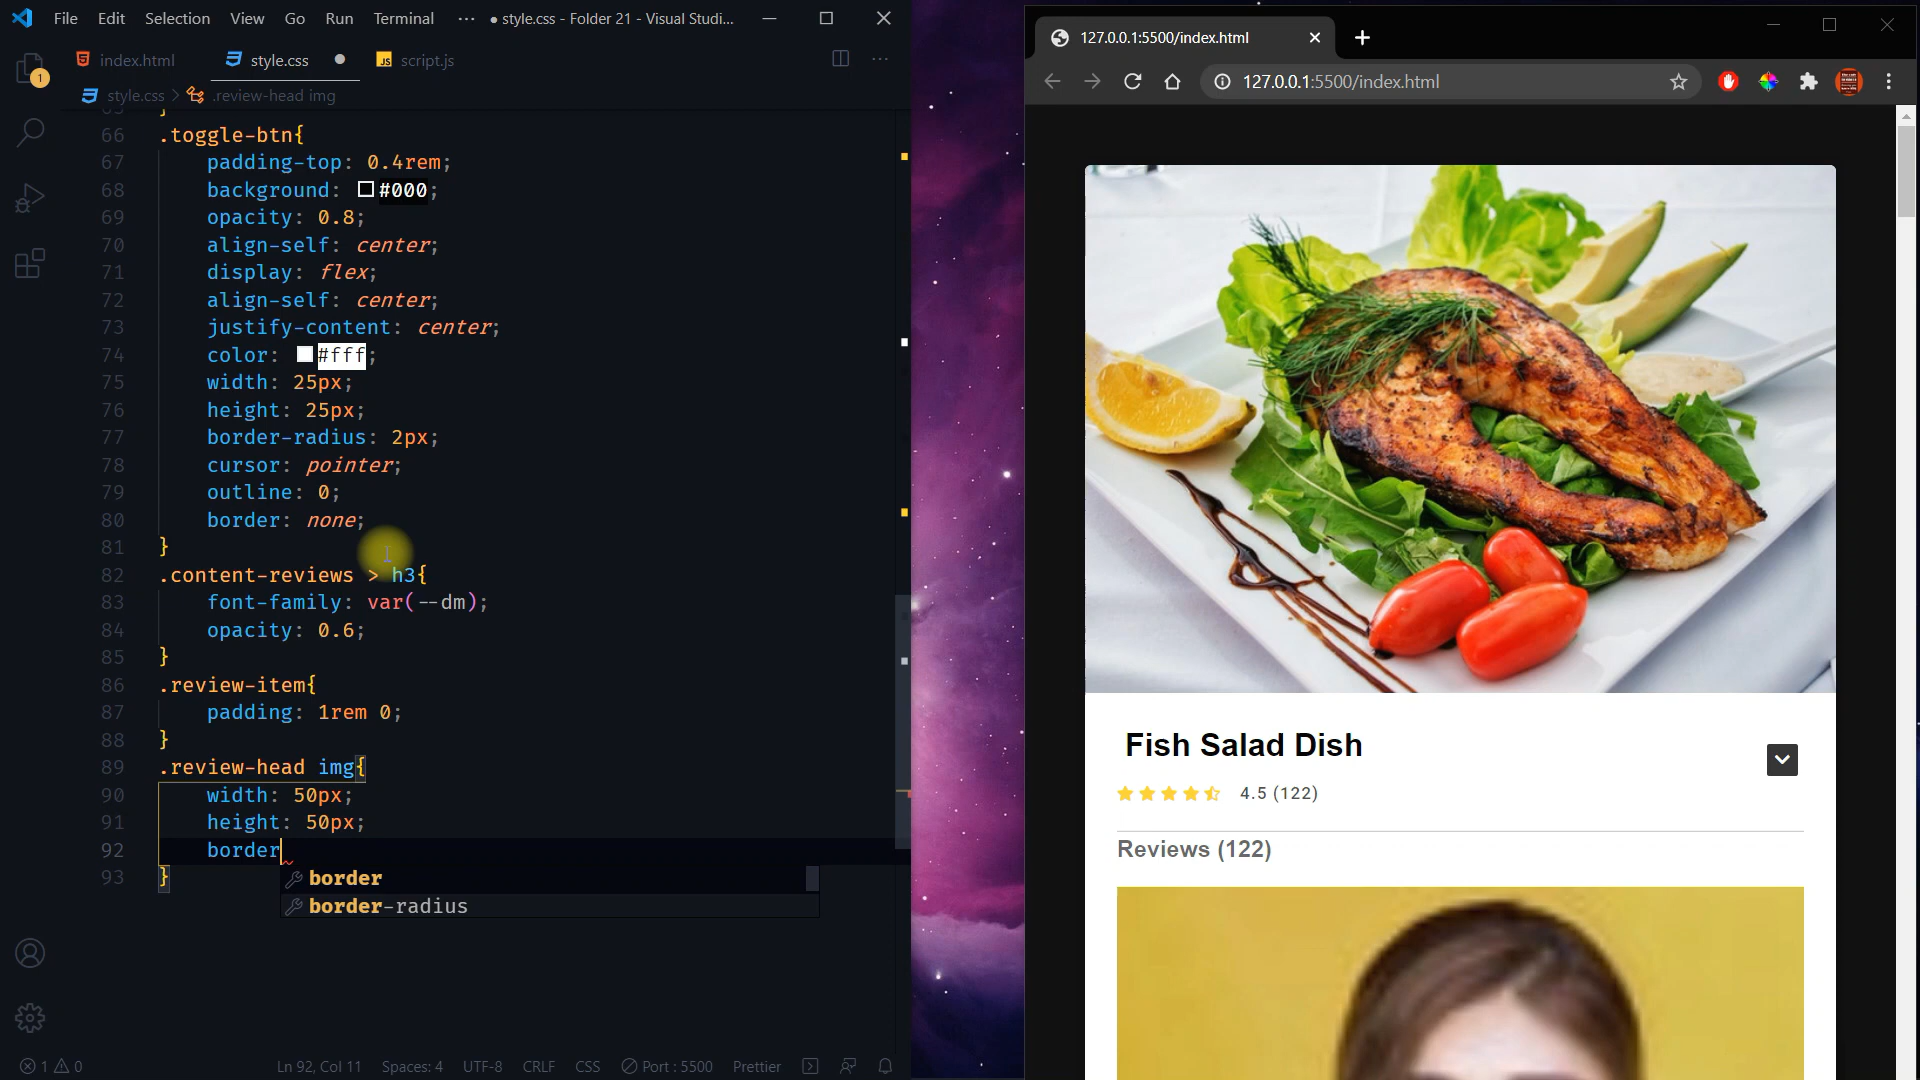 File Edit Selection View Go Run Terminal ··· ● style.css - Folder 21 - Visual Studi...
index.html style.css JS script.js
style.css > .review-head img
1
66 .toggle-btn{
67 padding-top: 0.4rem;
68 background: #000;
69 opacity: 0.8;
70 align-self: center;
71 display: flex;
72 align-self: center;
73 justify-content: center;
74 color: #fff;
75 width: 25px;
76 height: 25px;
77 border-radius: 2px;
78 cursor: pointer;
79 outline: 0;
80 border: none;
81 }
82 .content-reviews > h3{
83 font-family: var(--dm);
84 opacity: 0.6;
85 }
86 .review-item{
87 padding: 1rem 0;
88 }
89 .review-head img{
90 width: 50px;
91 height: 50px;
92 border
93 }
border
border-radius
1 0 Ln 92, Col 11 Spaces: 4 UTF-8 CRLF CSS Port : 5500 Prettier
127.0.0.1:5500/index.html
127.0.0.1:5500/index.html
Fish Salad Dish
4.5 (122)
Reviews (122)